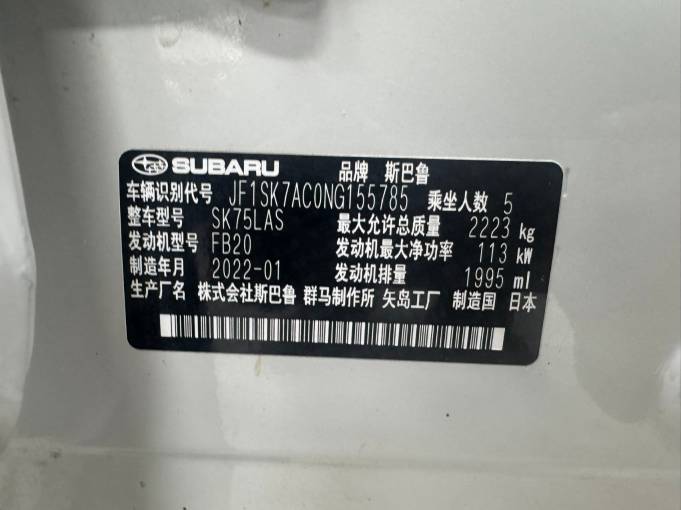 SUBARU 品牌 斯巴鲁
车辆识别代号 JF1SK7AC0NG155785 乘坐人数 5
整车型号 SK75LAS 最大允许总质量 2223 kg
发动机型号 FB20 发动机最大净功率 113 kW
制造年月 2022-01 发动机排量 1995 ml
生产厂名 株式会社斯巴鲁 群马制作所 矢岛工厂 制造国 日本